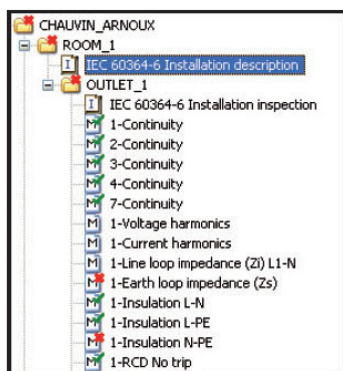 CHAUVIN_ARNOUX
ROOM_1
IEC 60364-6 Installation description
OUTLET_1
IEC 60364-6 Installation inspection
1-Continuity
2-Continuity
3-Continuity
4-Continuity
7-Continuity
1-Voltage harmonics
1-Current harmonics
1-Line loop impedance (Zi) L1-N
1-Earth loop impedance (Zs)
1-Insulation L-N
1-Insulation L-PE
1-Insulation N-PE
1-RCD No trip